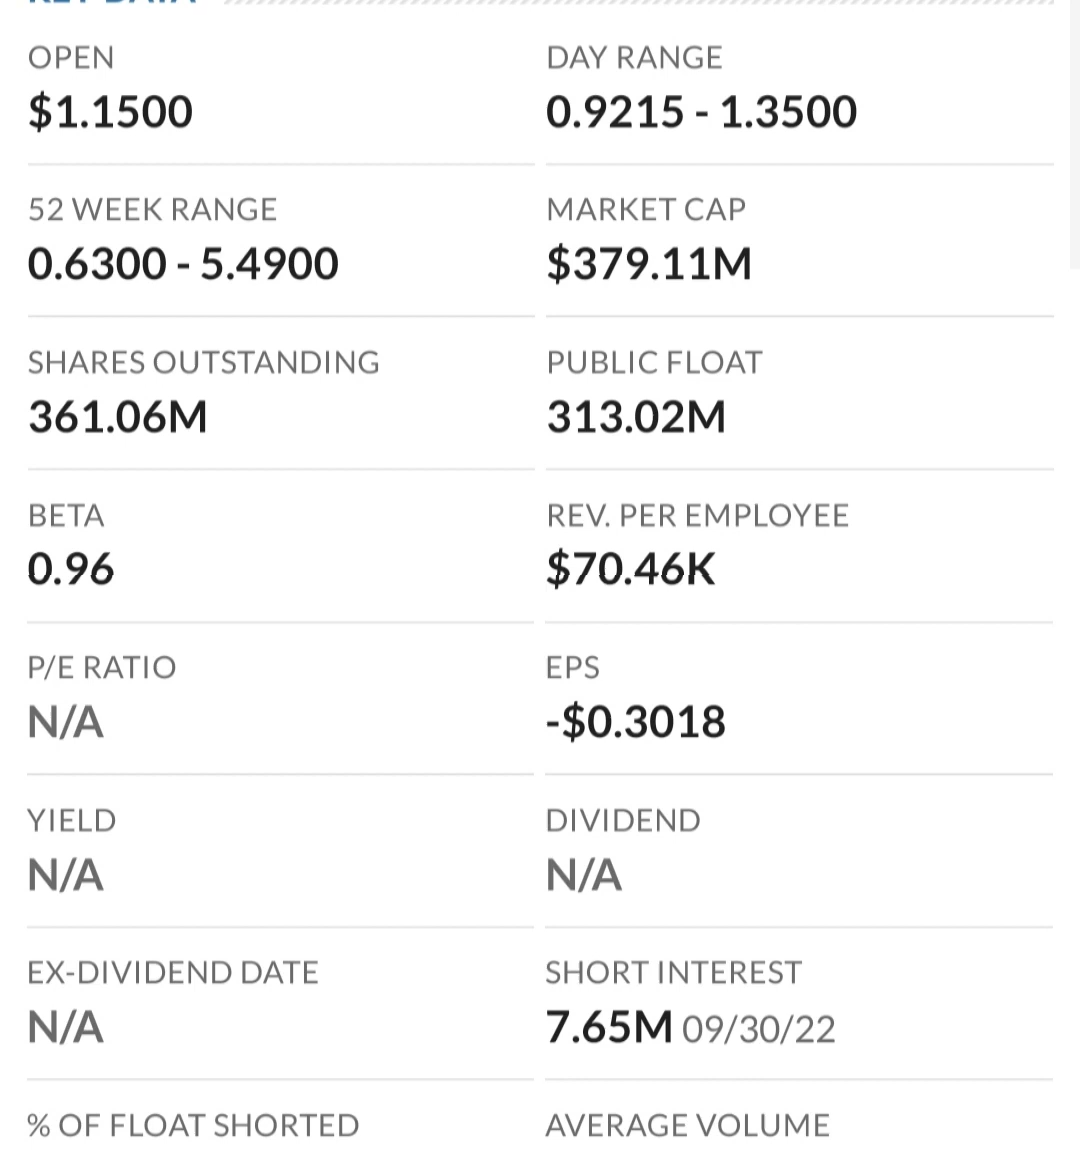 OPEN
$1.1500
DAY RANGE
0.9215 - 1.3500
52 WEEK RANGE
0.6300 - 5.4900
MARKET CAP
$379.11M
SHARES OUTSTANDING
361.06M
PUBLIC FLOAT
313.02M
BETA
0.96
REV. PER EMPLOYEE
$70.46K
P/E RATIO
N/A
EPS
-$0.3018
YIELD
N/A
DIVIDEND
N/A
EX-DIVIDEND DATE
N/A
SHORT INTEREST
7.65M 09/30/22
% OF FLOAT SHORTED
AVERAGE VOLUME